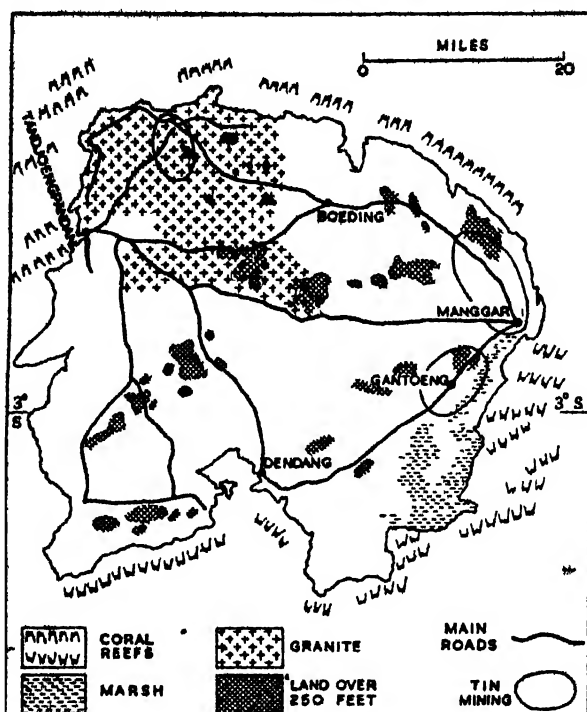 MILES
0 20
TANDJOENGPANDAN
BOEDING
MANGGAR
GANTOENG
3°
S
3° S
DENDANG
CORAL
REEFS
GRANITE
MAIN
ROADS
MARSH
LAND OVER
250 FEET
TIN
MINING